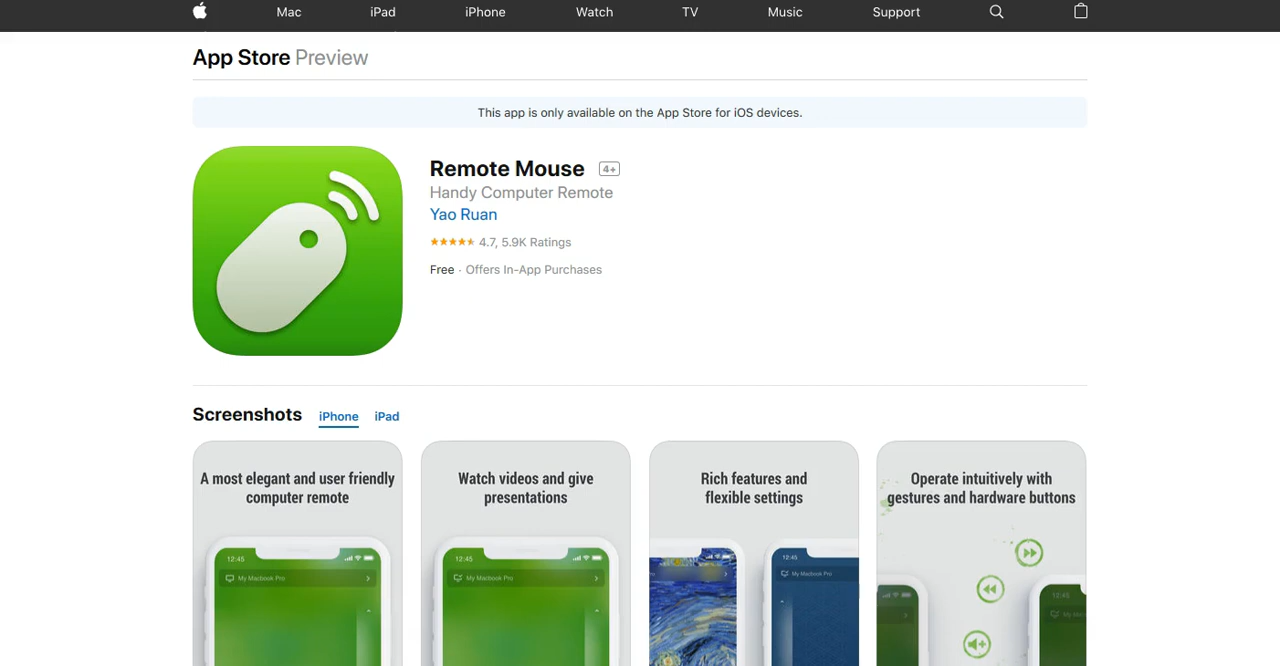 Mac iPad iPhone Watch TV Music Support
App Store Preview
This app is only available on the App Store for iOS devices.
Remote Mouse 4+
Handy Computer Remote
Yao Ruan
4.7, 5.9K Ratings
Free · Offers In-App Purchases
Screenshots iPhone iPad
A most elegant and user friendly
computer remote
Watch videos and give
presentations
Rich features and
flexible settings
Operate intuitively with
gestures and hardware buttons
12:45
My Macbook Pro
12:45
My Macbook Pro
12:45
My Macbook Pro
12:45